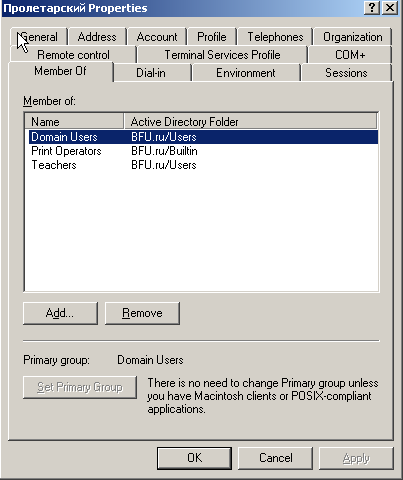 Пролетарский Properties
General Address Account Profile Telephones Organization
Remote control Terminal Services Profile COM+
Member Of Dial-in Environment Sessions
Member of:
Name Active Directory Folder
Domain Users BFU.ru/Users
Print Operators BFU.ru/Builtin
Teachers BFU.ru/Users
Add... Remove
Primary group: Domain Users
Set Primary Group
There is no need to change Primary group unless
you have Macintosh clients or POSIX-compliant
applications.
OK Cancel Apply